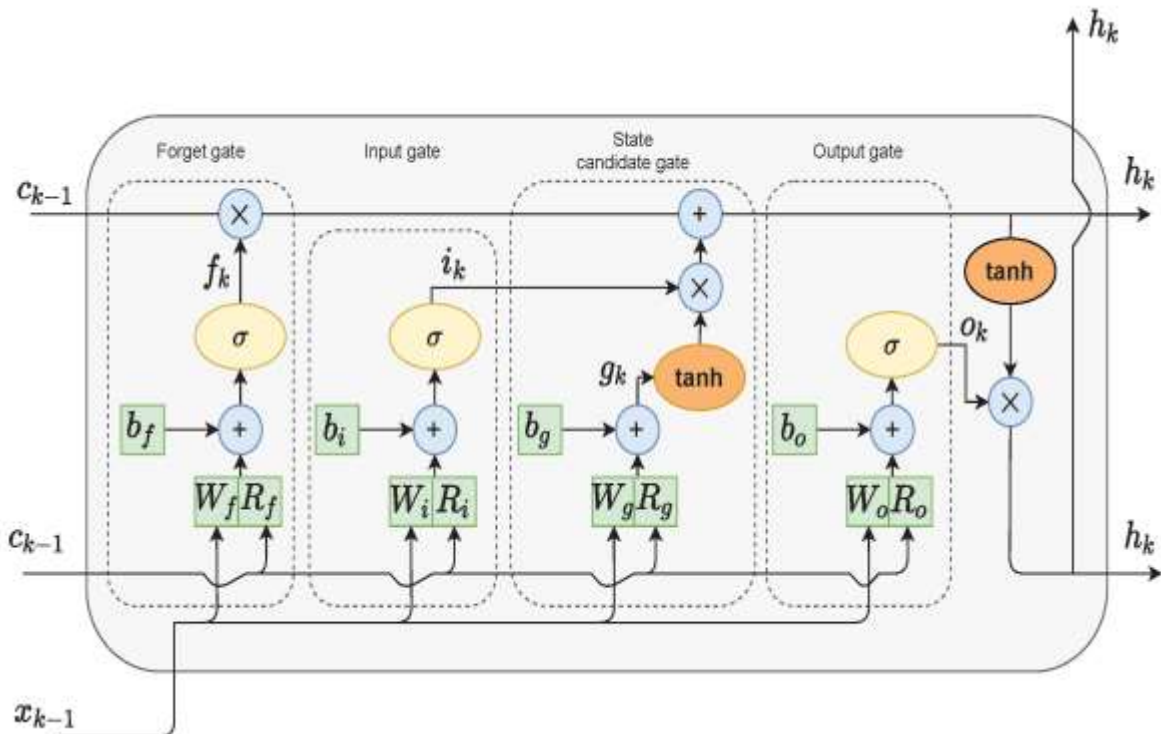 h_k
Forget gate
Input gate
State
candidate gate
Output gate
c_{k-1}
×
+
h_k
f_k
i_k
×
tanh
σ
σ
g_k
tanh
σ
o_k
×
b_f
+
b_i
+
b_g
+
b_o
+
W_f R_f
W_i R_i
W_g R_g
W_o R_o
c_{k-1}
h_k
x_{k-1}